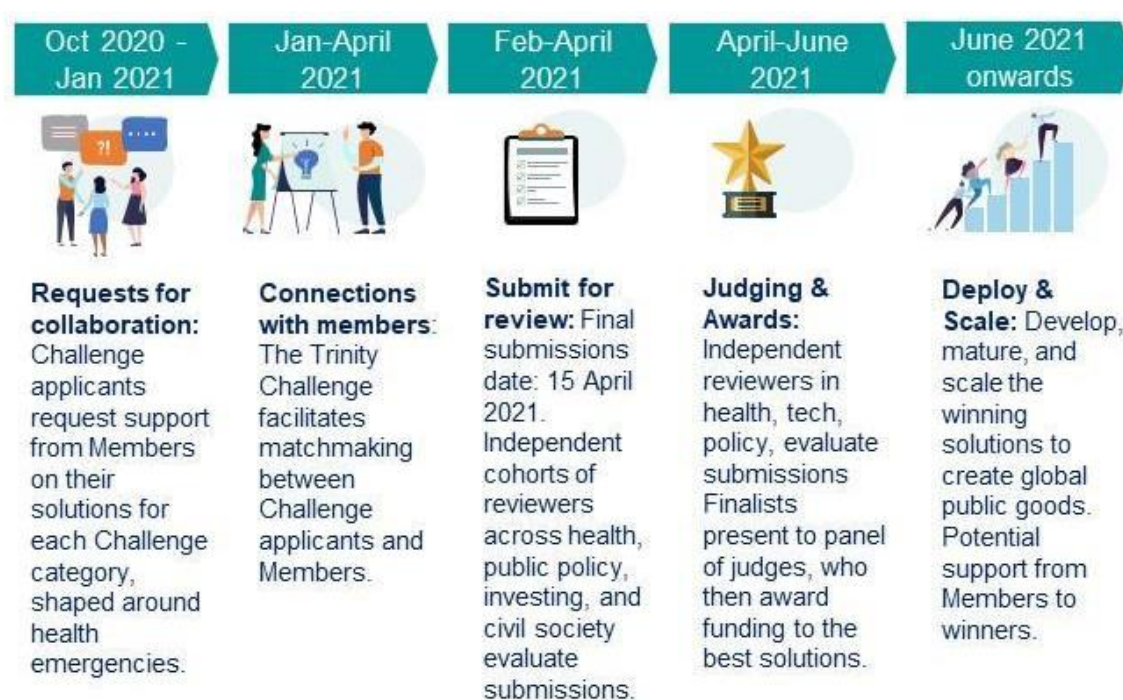 Oct 2020 -
Jan 2021
Jan-April
2021
Feb-April
2021
April-June
2021
June 2021
onwards
?!
Requests for
collaboration:
Challenge
applicants
request support
from Members
on their
solutions for
each Challenge
category,
shaped around
health
emergencies.
Connections
with members:
The Trinity
Challenge
facilitates
matchmaking
between
Challenge
applicants and
Members.
Submit for
review: Final
submissions
date: 15 April
2021.
Independent
cohorts of
reviewers
across health,
public policy,
investing, and
civil society
evaluate
submissions.
Judging &
Awards:
Independent
reviewers in
health, tech,
policy, evaluate
submissions
Finalists
present to panel
of judges, who
then award
funding to the
best solutions.
Deploy &
Scale: Develop,
mature, and
scale the
winning
solutions to
create global
public goods.
Potential
support from
Members to
winners.